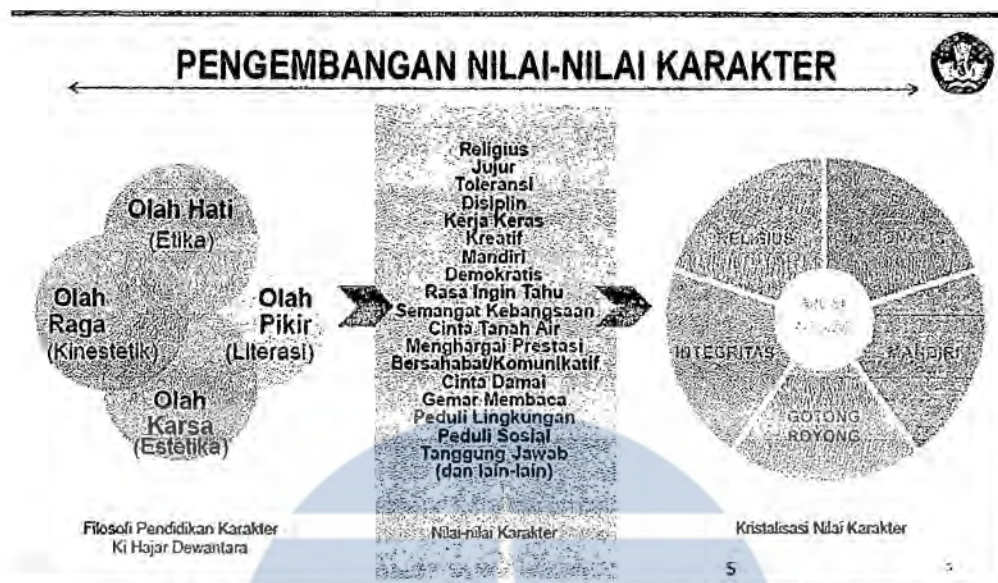 PENGEMBANGAN NILAI-NILAI KARAKTER
Olah Hati
(Etika)
Olah
Raga
(Kinestetik)
Olah
Pikir
(Literasi)
Olah
Karsa
(Estetika)
Filosofi Pendidikan Karakter
Ki Hajar Dewantara
Religius
Jujur
Toleransi
Disiplin
Kerja Keras
Kreatif
Mandiri
Demokratis
Rasa Ingin Tahu
Semangat Kebangsaan
Cinta Tanah Air
Menghargai Prestasi
Bersahabat/Komunikatif
Cinta Damai
Gemar Membaca
Peduli Lingkungan
Peduli Sosial
Tanggung Jawab
(dan lain-lain)
Nilai-nilai Karakter
RELIGIUS
INTEGRITAS
MANDIRI
GOTONG
ROYONG
Kristalisasi Nilai Karakter
5